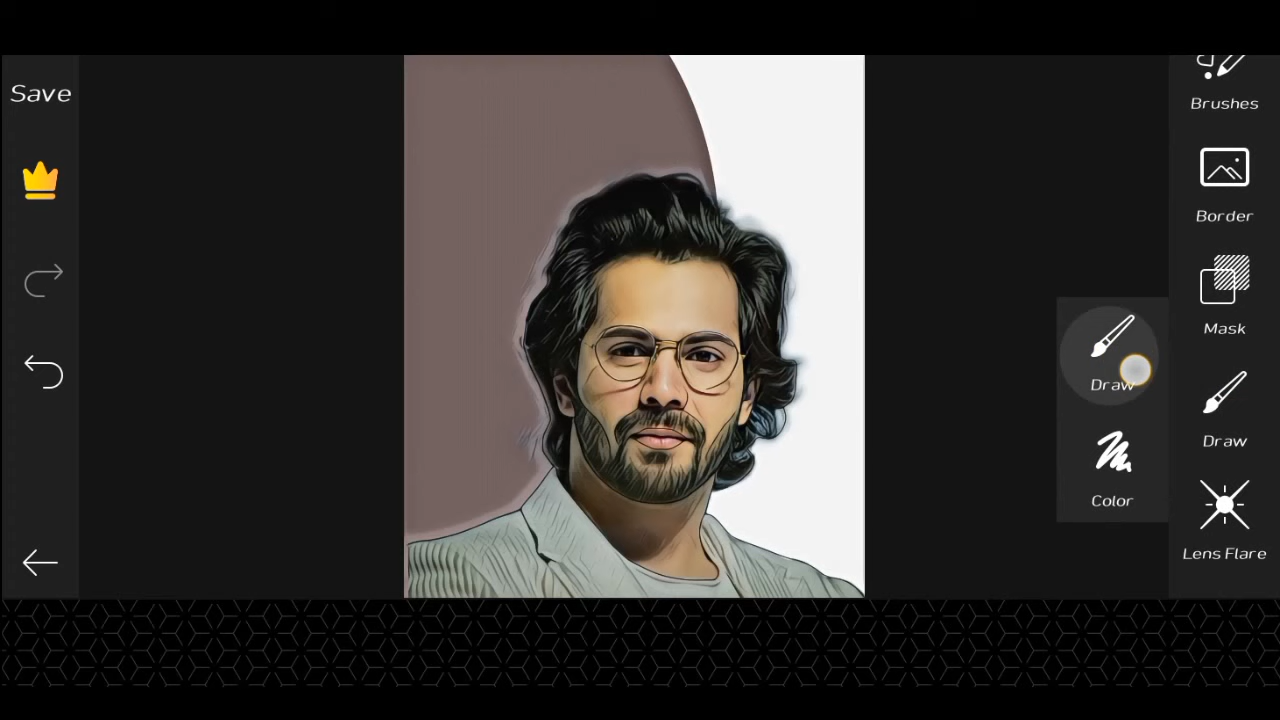 Save
Brushes
Border
Mask
Draw
Color
Draw
Lens Flare